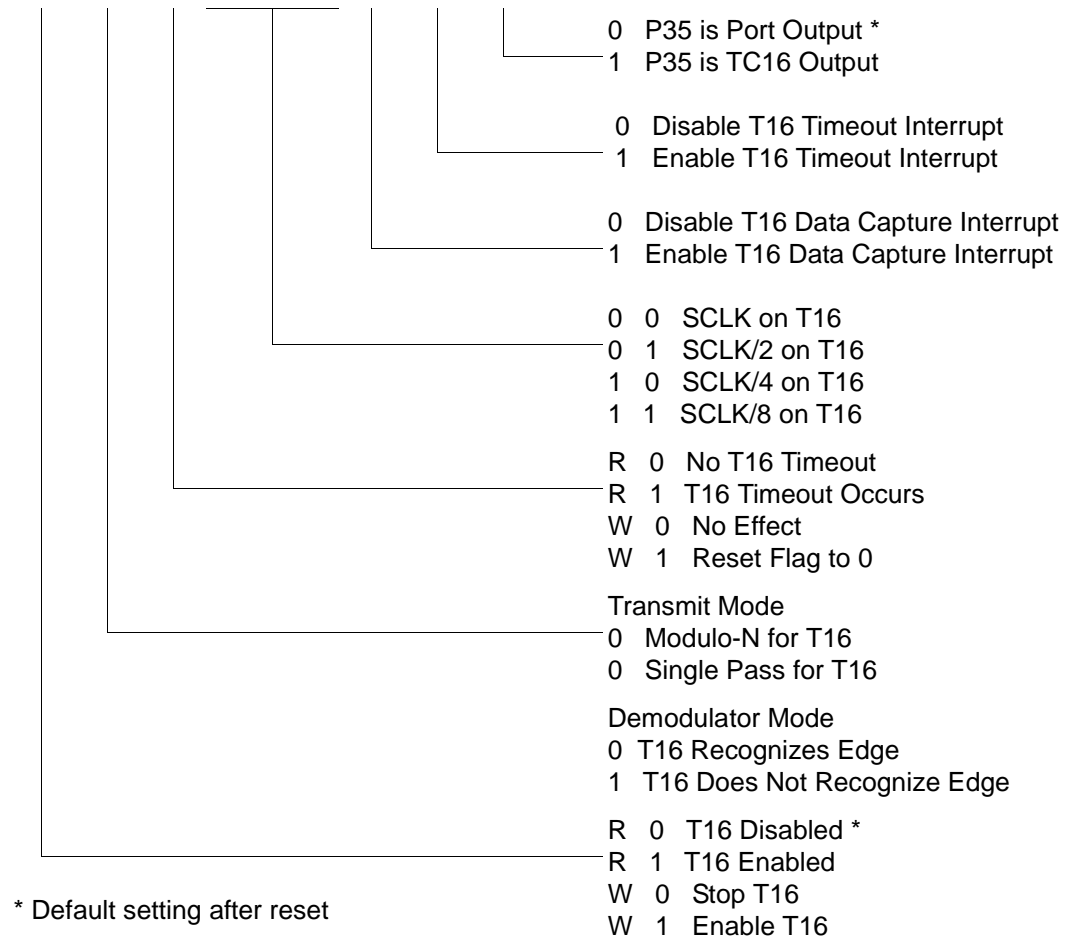 0 P35 is Port Output *
1 P35 is TC16 Output
0 Disable T16 Timeout Interrupt
1 Enable T16 Timeout Interrupt
0 Disable T16 Data Capture Interrupt
1 Enable T16 Data Capture Interrupt
0 0 SCLK on T16
0 1 SCLK/2 on T16
1 0 SCLK/4 on T16
1 1 SCLK/8 on T16
R 0 No T16 Timeout
R 1 T16 Timeout Occurs
W 0 No Effect
W 1 Reset Flag to 0
Transmit Mode
0 Modulo-N for T16
0 Single Pass for T16
Demodulator Mode
0 T16 Recognizes Edge
1 T16 Does Not Recognize Edge
R 0 T16 Disabled *
R 1 T16 Enabled
W 0 Stop T16
W 1 Enable T16
* Default setting after reset